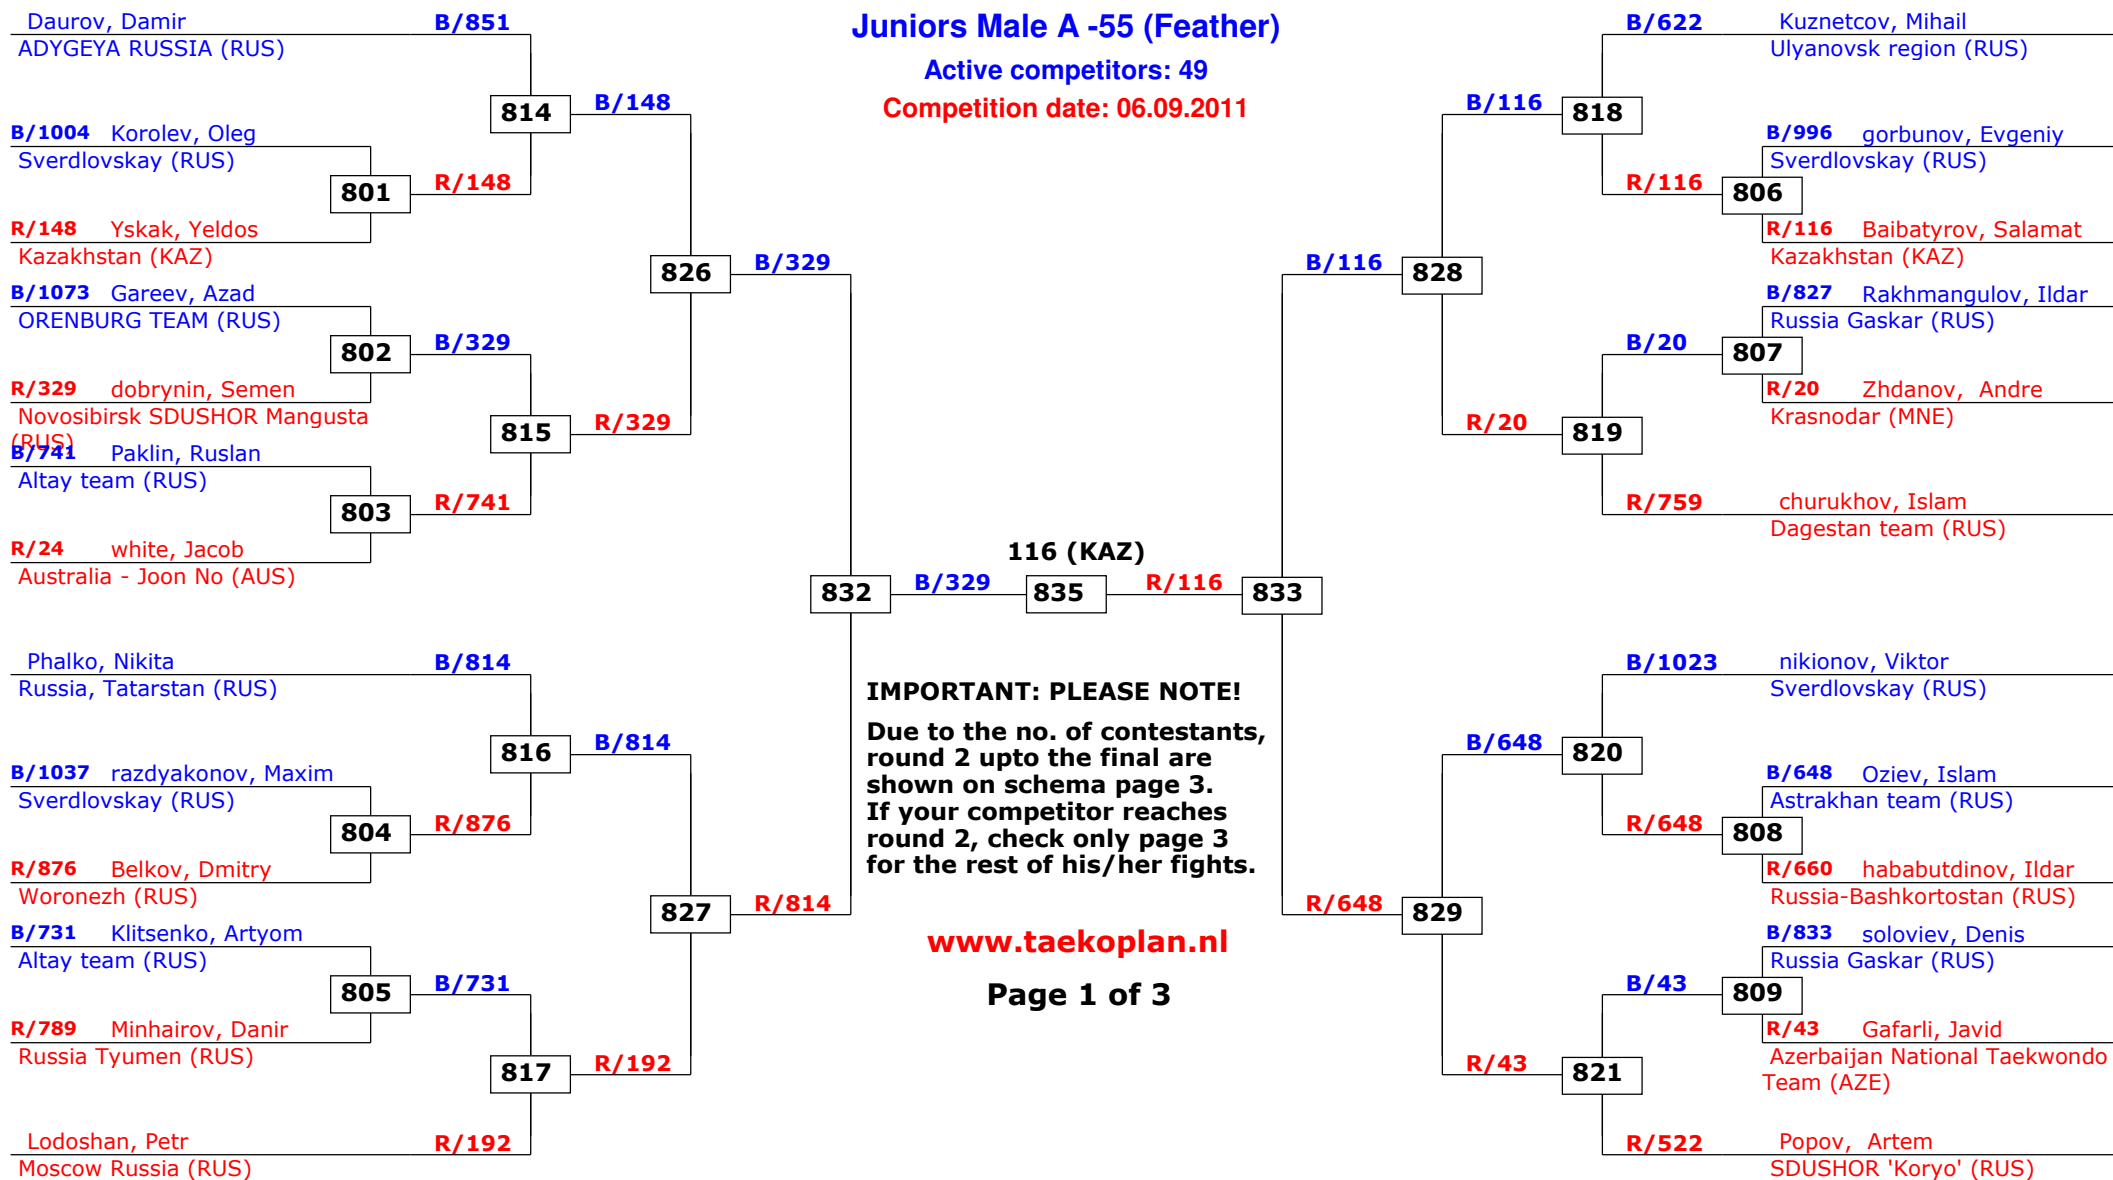 Juniors Male A -55 (Feather)
Active competitors: 49
Competition date: 06.09.2011
Daurov, Damir
B/851
ADYGEYA RUSSIA (RUS)
814
B/148
B/1004 Korolev, Oleg
Sverdlovskay (RUS)
801
R/148
R/148 Yskak, Yeldos
Kazakhstan (KAZ)
826
B/329
B/1073 Gareev, Azad
ORENBURG TEAM (RUS)
802
B/329
R/329 dobrynin, Semen
Novosibirsk SDUSHOR Mangusta
(RUS)
815
R/329
B/741 Paklin, Ruslan
Altay team (RUS)
803
R/741
R/24 white, Jacob
Australia - Joon No (AUS)
832
B/329
116 (KAZ)
835
R/116
833
Phalko, Nikita
B/814
Russia, Tatarstan (RUS)
816
B/814
B/1037 razdyakonov, Maxim
Sverdlovskay (RUS)
804
R/876
R/876 Belkov, Dmitry
Woronezh (RUS)
827
R/814
B/731 Klitsenko, Artyom
Altay team (RUS)
805
B/731
R/789 Minhairov, Danir
Russia Tyumen (RUS)
817
R/192
Lodoshan, Petr
R/192
Moscow Russia (RUS)
IMPORTANT: PLEASE NOTE!
Due to the no. of contestants,
round 2 upto the final are
shown on schema page 3.
If your competitor reaches
round 2, check only page 3
for the rest of his/her fights.
www.taekoplan.nl
Page 1 of 3
B/622
Kuznetcov, Mihail
Ulyanovsk region (RUS)
B/116
818
B/996 gorbunov, Evgeniy
Sverdlovskay (RUS)
R/116
806
R/116 Baibatyrov, Salamat
Kazakhstan (KAZ)
B/116
828
B/827 Rakhmangulov, Ildar
Russia Gaskar (RUS)
B/20
807
R/20 Zhdanov, Andre
Krasnodar (MNE)
R/20
819
R/759
churukhov, Islam
Dagestan team (RUS)
B/1023
nikionov, Viktor
Sverdlovskay (RUS)
B/648
820
B/648 Oziev, Islam
Astrakhan team (RUS)
R/648
808
R/660 hababutdinov, Ildar
Russia-Bashkortostan (RUS)
R/648
829
B/833 soloviev, Denis
Russia Gaskar (RUS)
B/43
809
R/43 Gafarli, Javid
Azerbaijan National Taekwondo
Team (AZE)
R/43
821
R/522
Popov, Artem
SDUSHOR 'Koryo' (RUS)